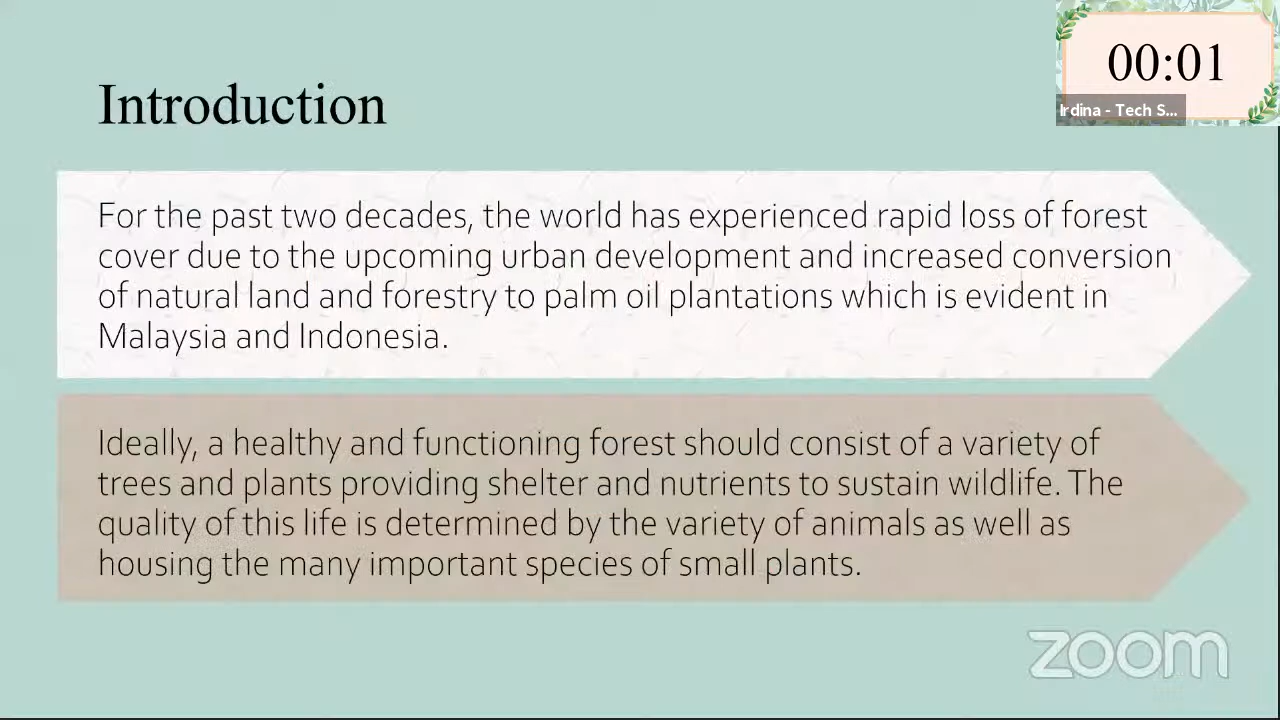 00:01
Irdina - Tech S...
Introduction
For the past two decades, the world has experienced rapid loss of forest
cover due to the upcoming urban development and increased conversion
of natural land and forestry to palm oil plantations which is evident in
Malaysia and Indonesia.
Ideally, a healthy and functioning forest should consist of a variety of
trees and plants providing shelter and nutrients to sustain wildlife. The
quality of this life is determined by the variety of animals as well as
housing the many important species of small plants.
zoom